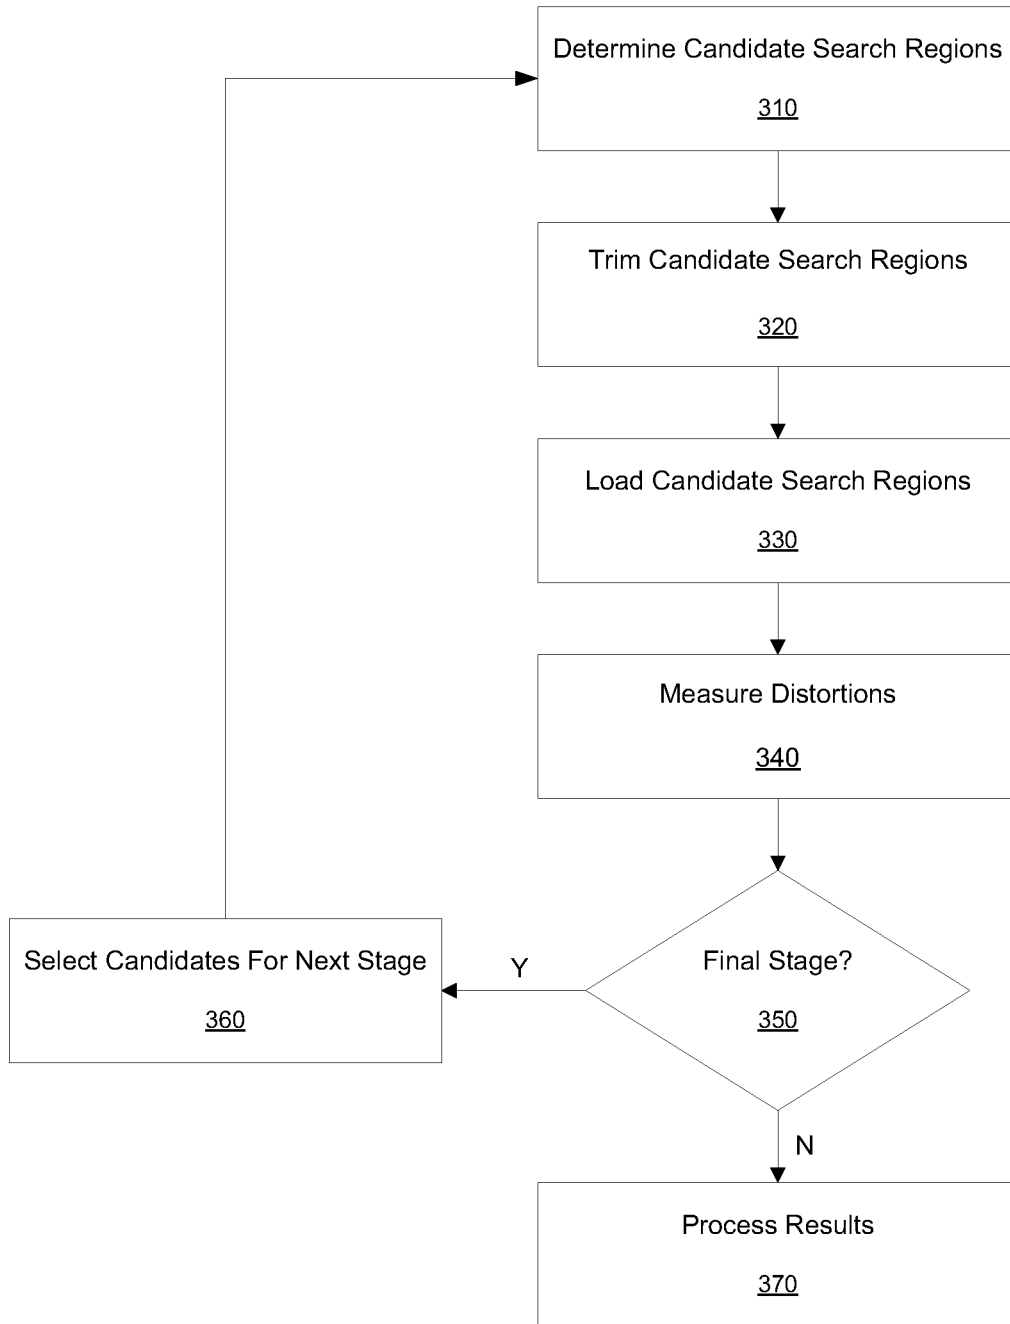 Determine Candidate Search Regions
310
Trim Candidate Search Regions
320
Load Candidate Search Regions
330
Measure Distortions
340
Final Stage?
350
Y
Select Candidates For Next Stage
360
N
Process Results
370